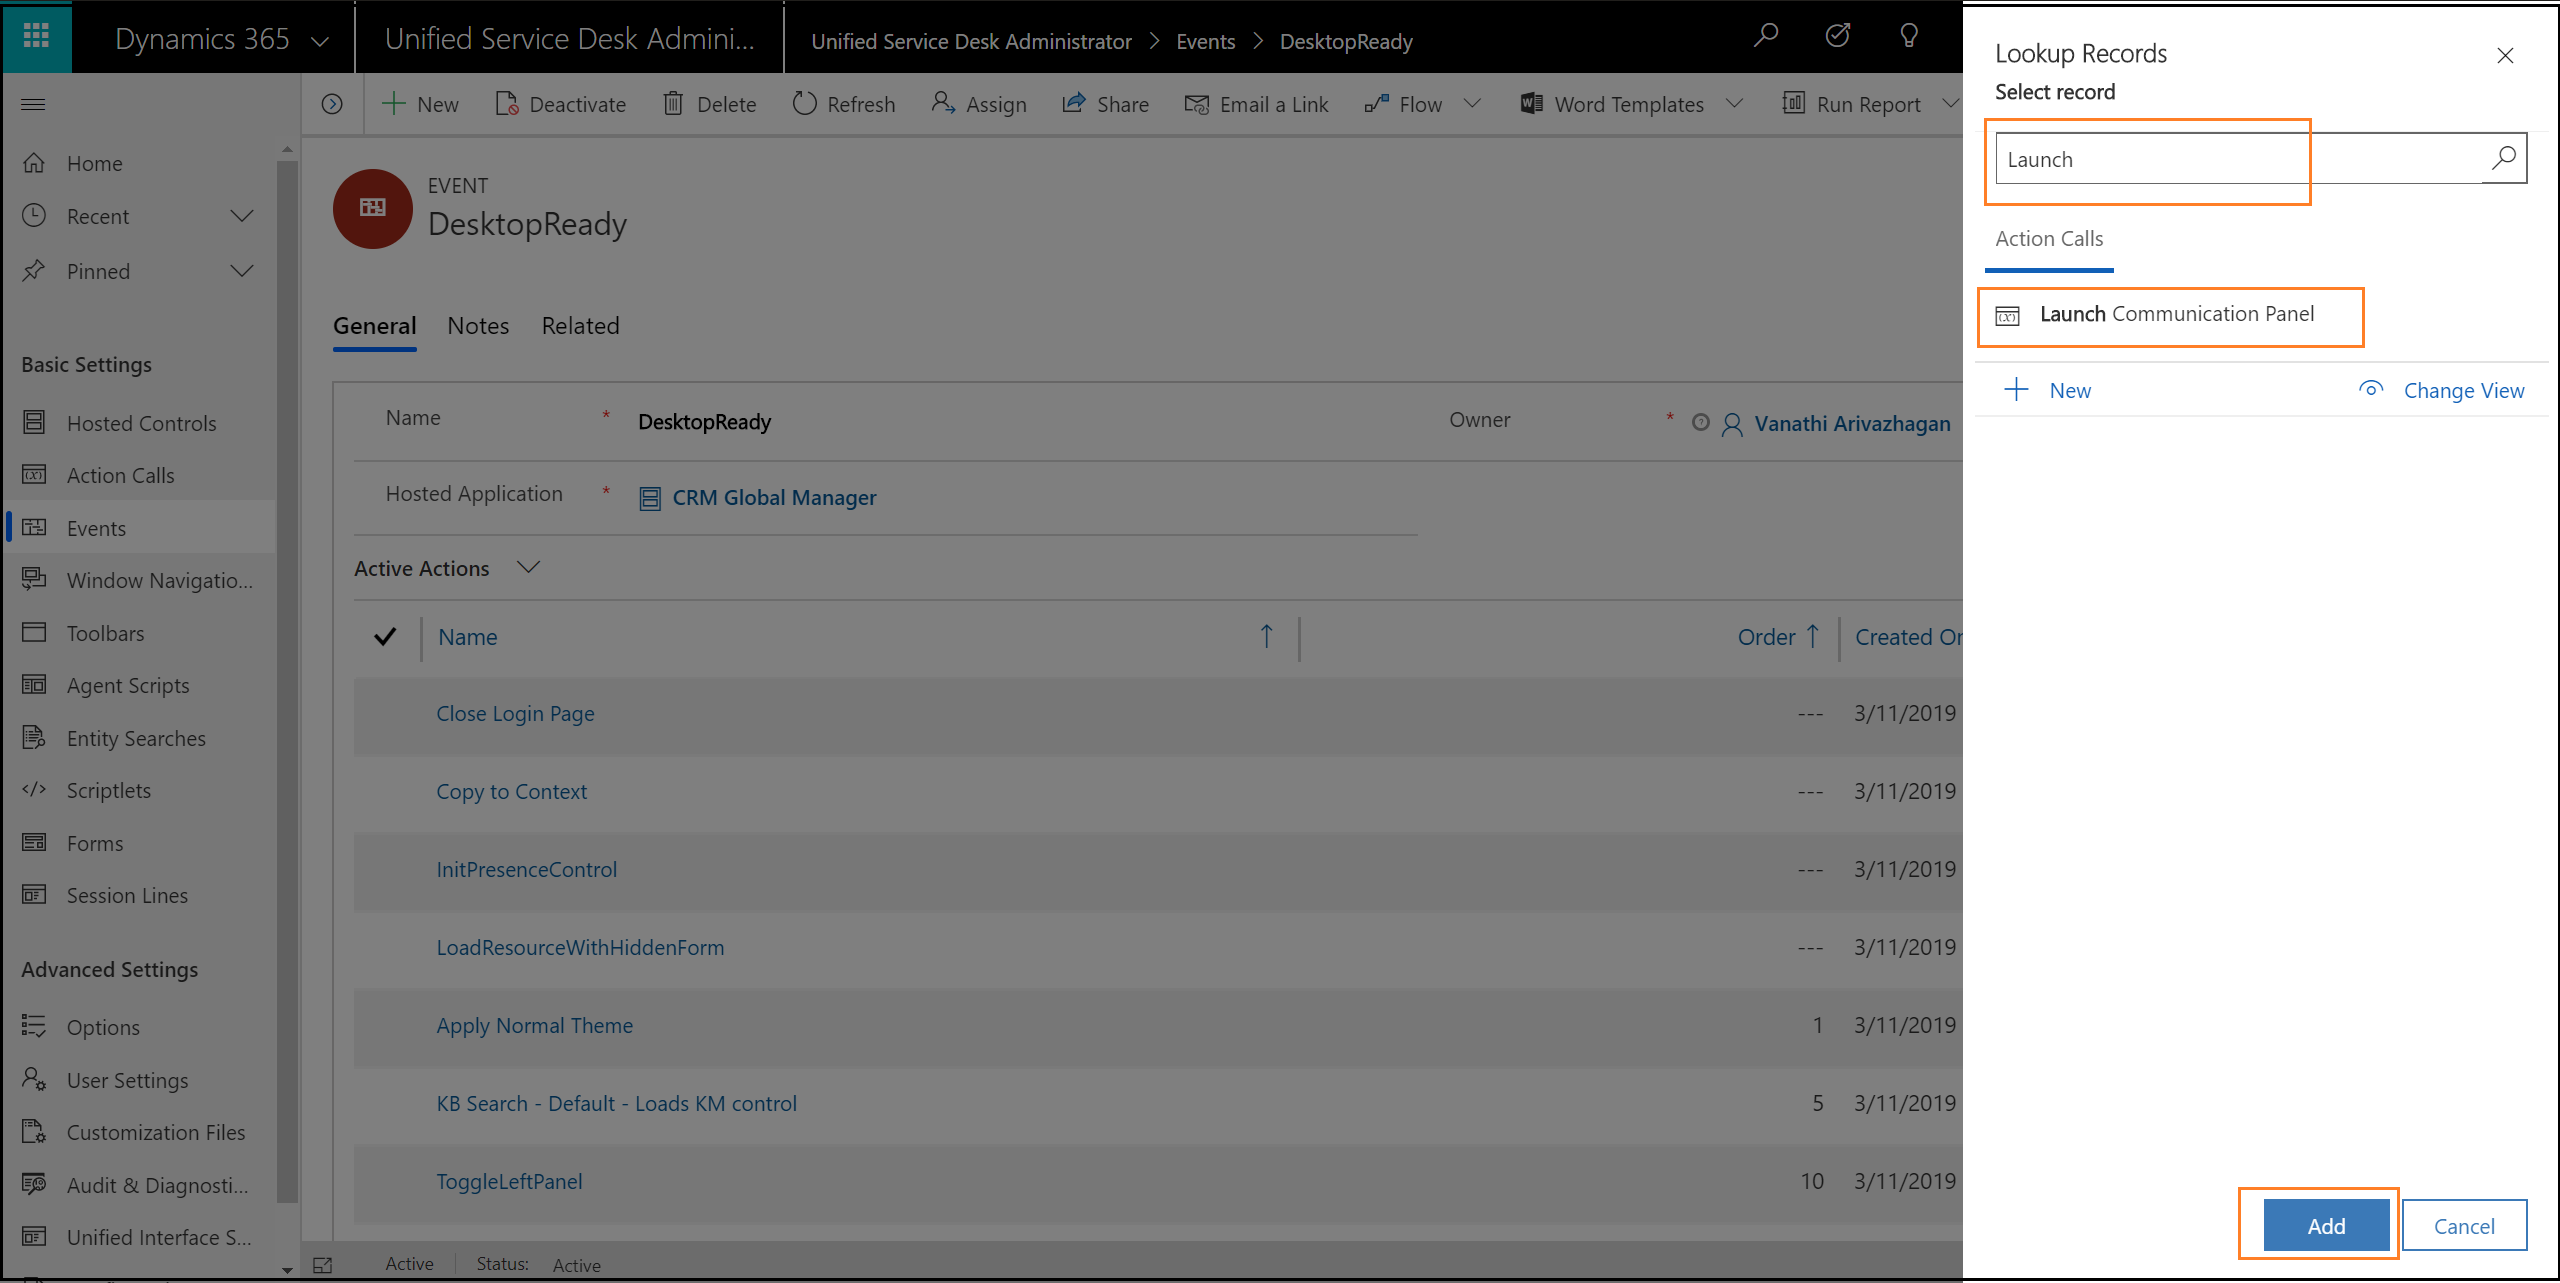 Dynamics 365
Unified Service Desk Admini...
Unified Service Desk Administrator > Events > DesktopReady
New
Deactivate
Delete
Refresh
Assign
Share
Email a Link
Flow
Word Templates
Run Report
Home
Recent
Pinned
Basic Settings
Hosted Controls
Action Calls
Events
Window Navigatio...
Toolbars
Agent Scripts
Entity Searches
Scriptlets
Forms
Session Lines
Advanced Settings
Options
User Settings
Customization Files
Audit & Diagnosti...
Unified Interface S...
EVENT
DesktopReady
General
Notes
Related
Name * DesktopReady
Owner * Vanathi Arivazhagan
Hosted Application * CRM Global Manager
Active Actions
Name
Order
Created
Close Login Page --- 3/11/2019
Copy to Context --- 3/11/2019
InitPresenceControl --- 3/11/2019
LoadResourceWithHiddenForm --- 3/11/2019
Apply Normal Theme 1 3/11/2019
KB Search - Default - Loads KM control 5 3/11/2019
ToggleLeftPanel 10 3/11/2019
Active
Status: Active
Lookup Records
Select record
Launch
Action Calls
Launch Communication Panel
New
Change View
Add
Cancel